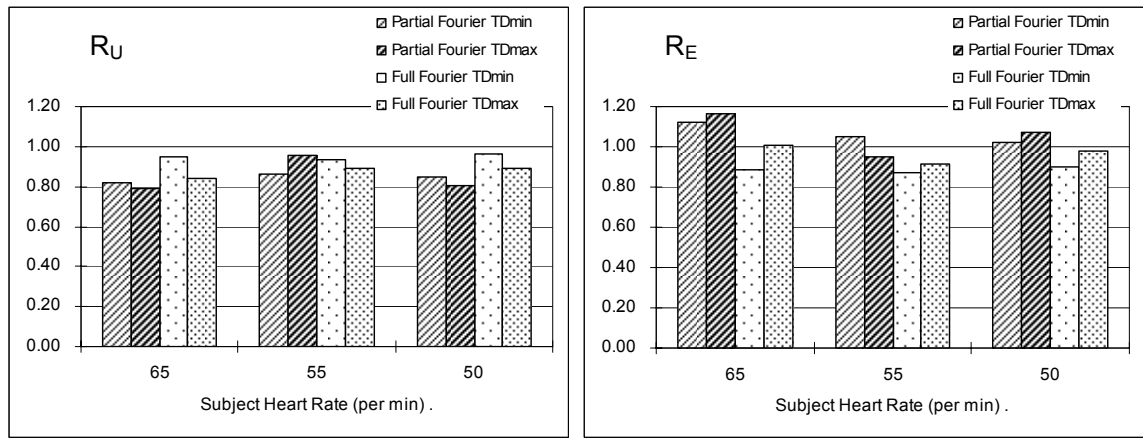 R_U
Partial Fourier TDmin
Partial Fourier TDmax
Full Fourier TDmin
Full Fourier TDmax
1.20
1.00
0.80
0.60
0.40
0.20
0.00
65 55 50
Subject Heart Rate (per min) .
R_E
Partial Fourier TDmin
Partial Fourier TDmax
Full Fourier TDmin
Full Fourier TDmax
1.20
1.00
0.80
0.60
0.40
0.20
0.00
65 55 50
Subject Heart Rate (per min) .